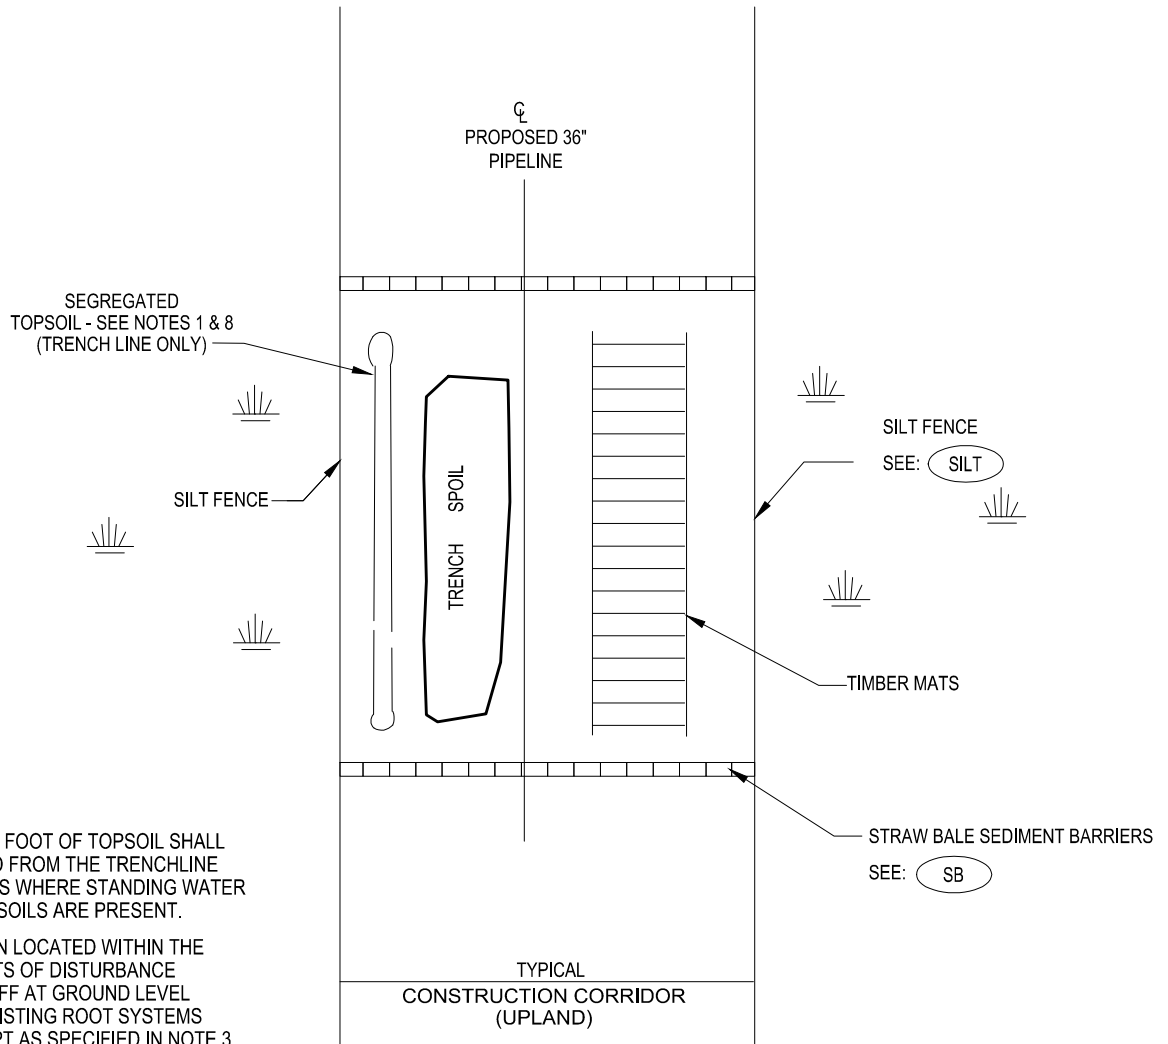 ℄
PROPOSED 36"
PIPELINE
SEGREGATED
TOPSOIL - SEE NOTES 1 & 8
(TRENCH LINE ONLY)
SILT FENCE
SEE: SILT
SILT FENCE
TRENCH SPOIL
TIMBER MATS
STRAW BALE SEDIMENT BARRIERS
SEE: SB
FOOT OF TOPSOIL SHALL
FROM THE TRENCHLINE
WHERE STANDING WATER
SOILS ARE PRESENT.
LOCATED WITHIN THE
OF DISTURBANCE
AT GROUND LEVEL
ROOT SYSTEMS
AS SPECIFIED IN NOTE 3
TYPICAL
CONSTRUCTION CORRIDOR
(UPLAND)